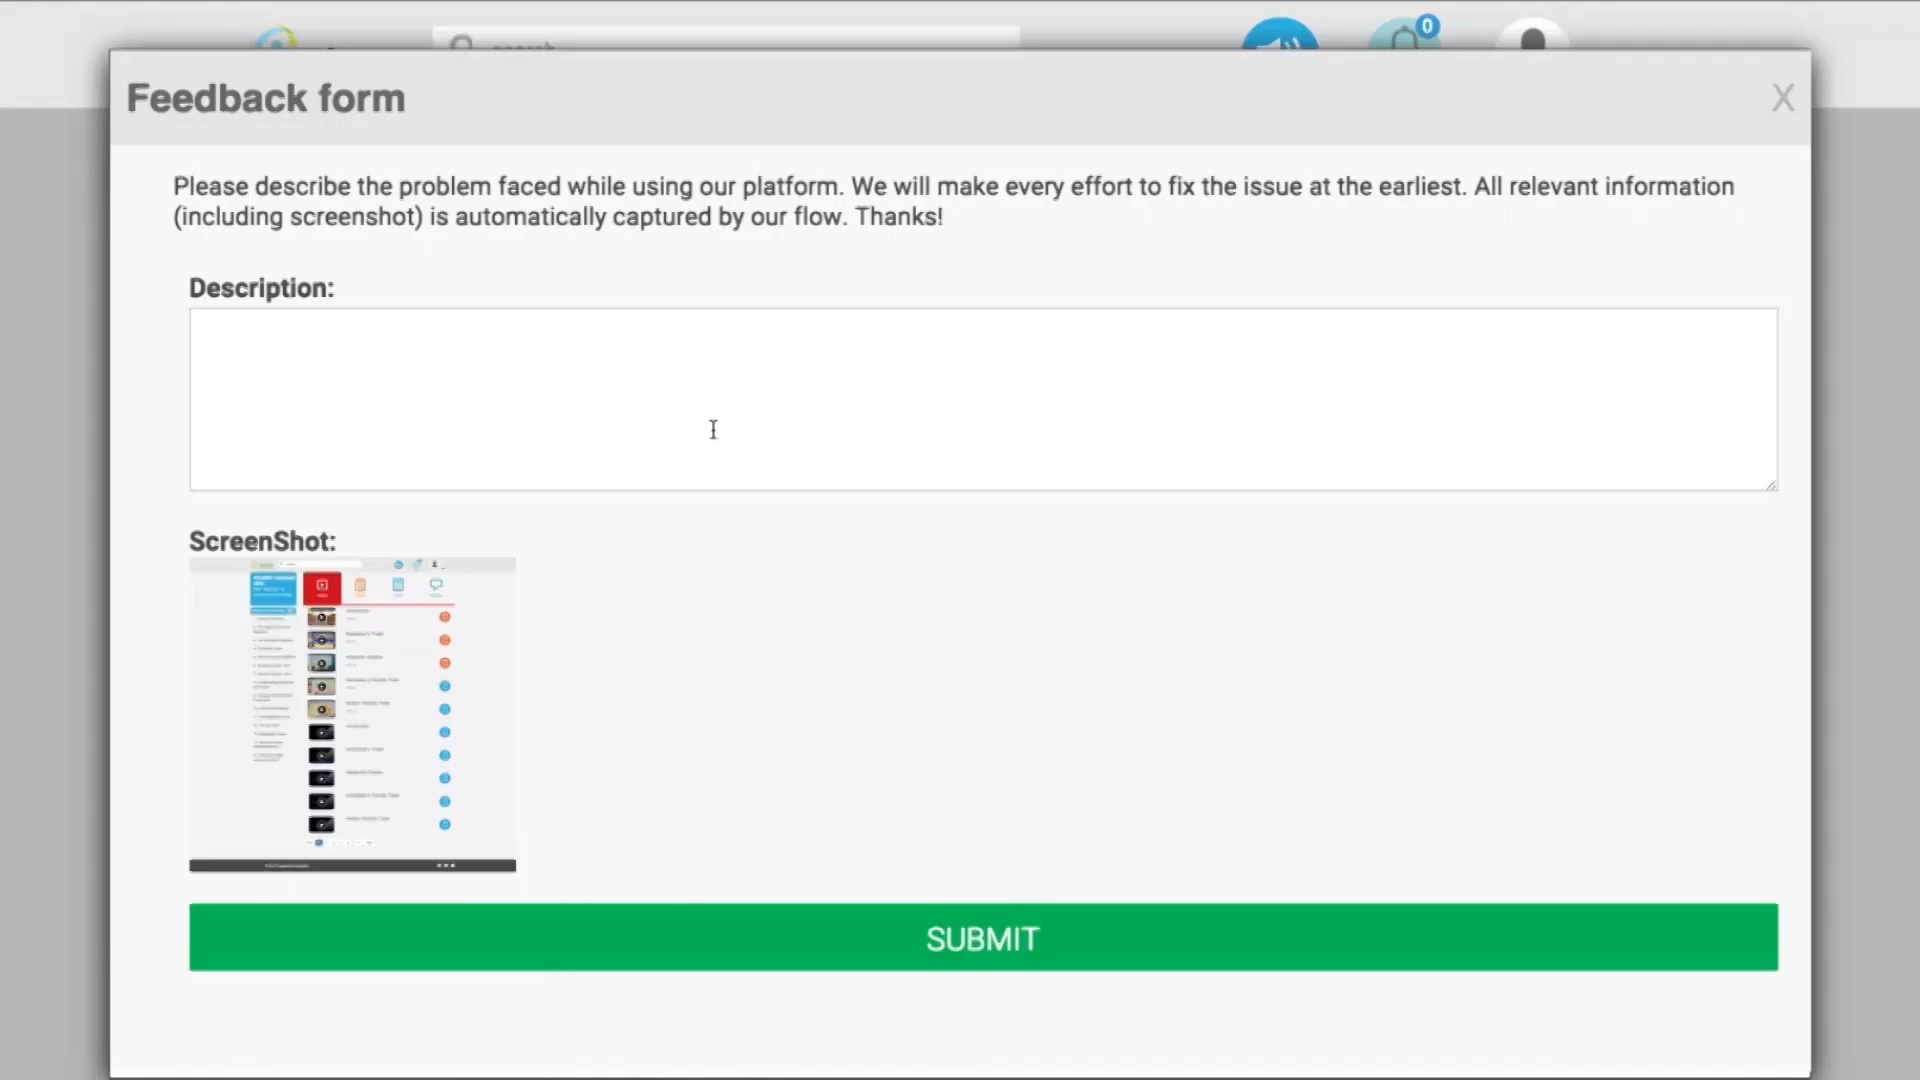 0
Feedback form
X
Please describe the problem faced while using our platform. We will make every effort to fix the issue at the earliest. All relevant information
(including screenshot) is automatically captured by our flow. Thanks!
Description:
ScreenShot:
SUBMIT